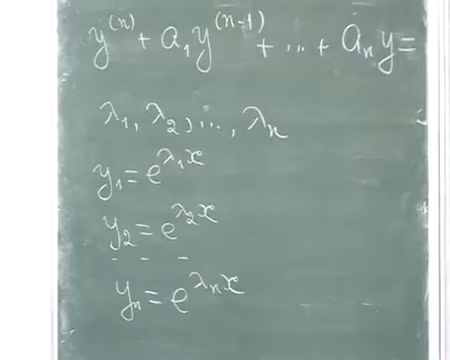 y⁽ⁿ⁾ + a₁y⁽ⁿ⁻¹⁾ + ... + aₙy =
λ₁, λ₂, ..., λₙ
y₁ = e^λ₁x
y₂ = e^λ₂x
- - -
yₙ = e^λₙx